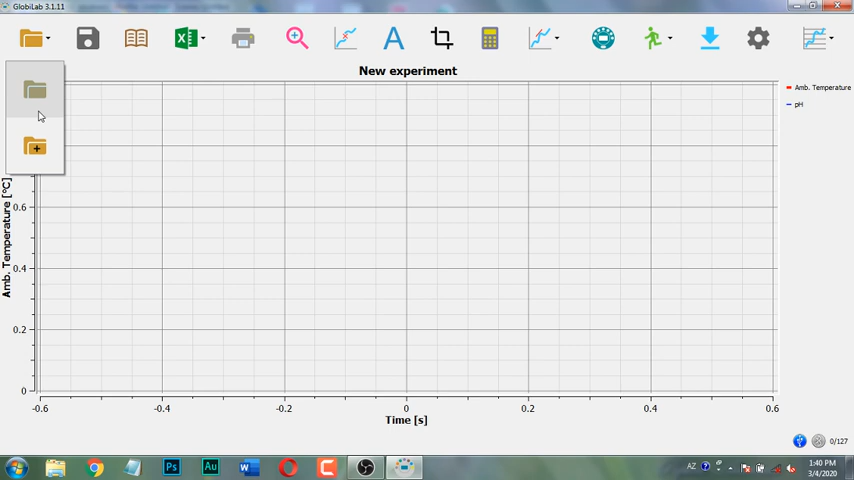 GlobiLab 3.1.11
A
New experiment
Amb. Temperature
pH
Amb. Temperature [°C]
0.6
0.4
0.2
0
-0.6 -0.4 -0.2 0 0.2 0.4 0.6
Time [s]
0/127
Ps Au W
AZ
1:40 PM
3/4/2020